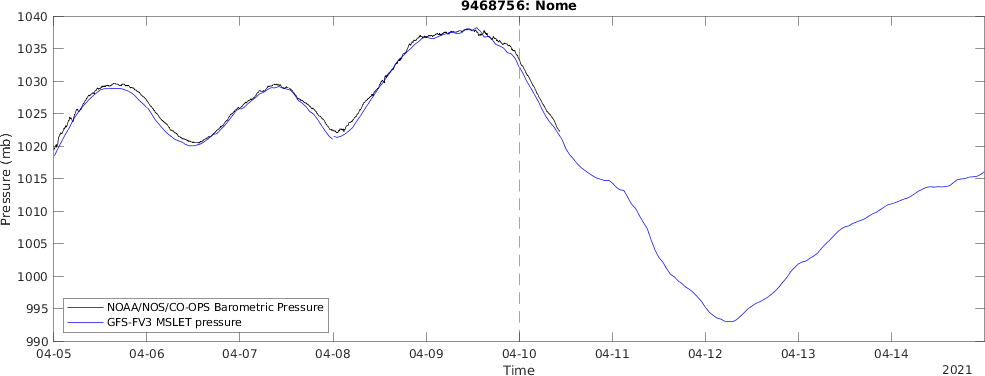 9468756: Nome
1040
1035
1030
1025
1020
1015
1010
1005
1000
995
990
Pressure (mb)
NOAA/NOS/CO-OPS Barometric Pressure
GFS-FV3 MSLET pressure
04-05 04-06 04-07 04-08 04-09 04-10 04-11 04-12 04-13 04-14
Time
2021